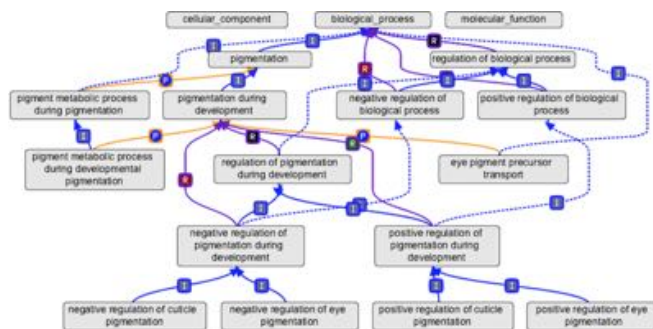 cellular_component biological_process molecular_function
pigmentation regulation of biological process
pigment metabolic process
during pigmentation
pigmentation during
development
negative regulation of
biological process
positive regulation of biological
process
pigment metabolic process
during developmental
pigmentation
regulation of pigmentation
during development
eye pigment precursor
transport
negative regulation of
pigmentation during
development
positive regulation of
pigmentation during
development
negative regulation of cuticle
pigmentation
negative regulation of eye
pigmentation
positive regulation of cuticle
pigmentation
positive regulation of eye
pigmentation
I
I
R
I
P
I
R
I
I
I
P
R
R
P
R
I
I
I
I
I
I
I